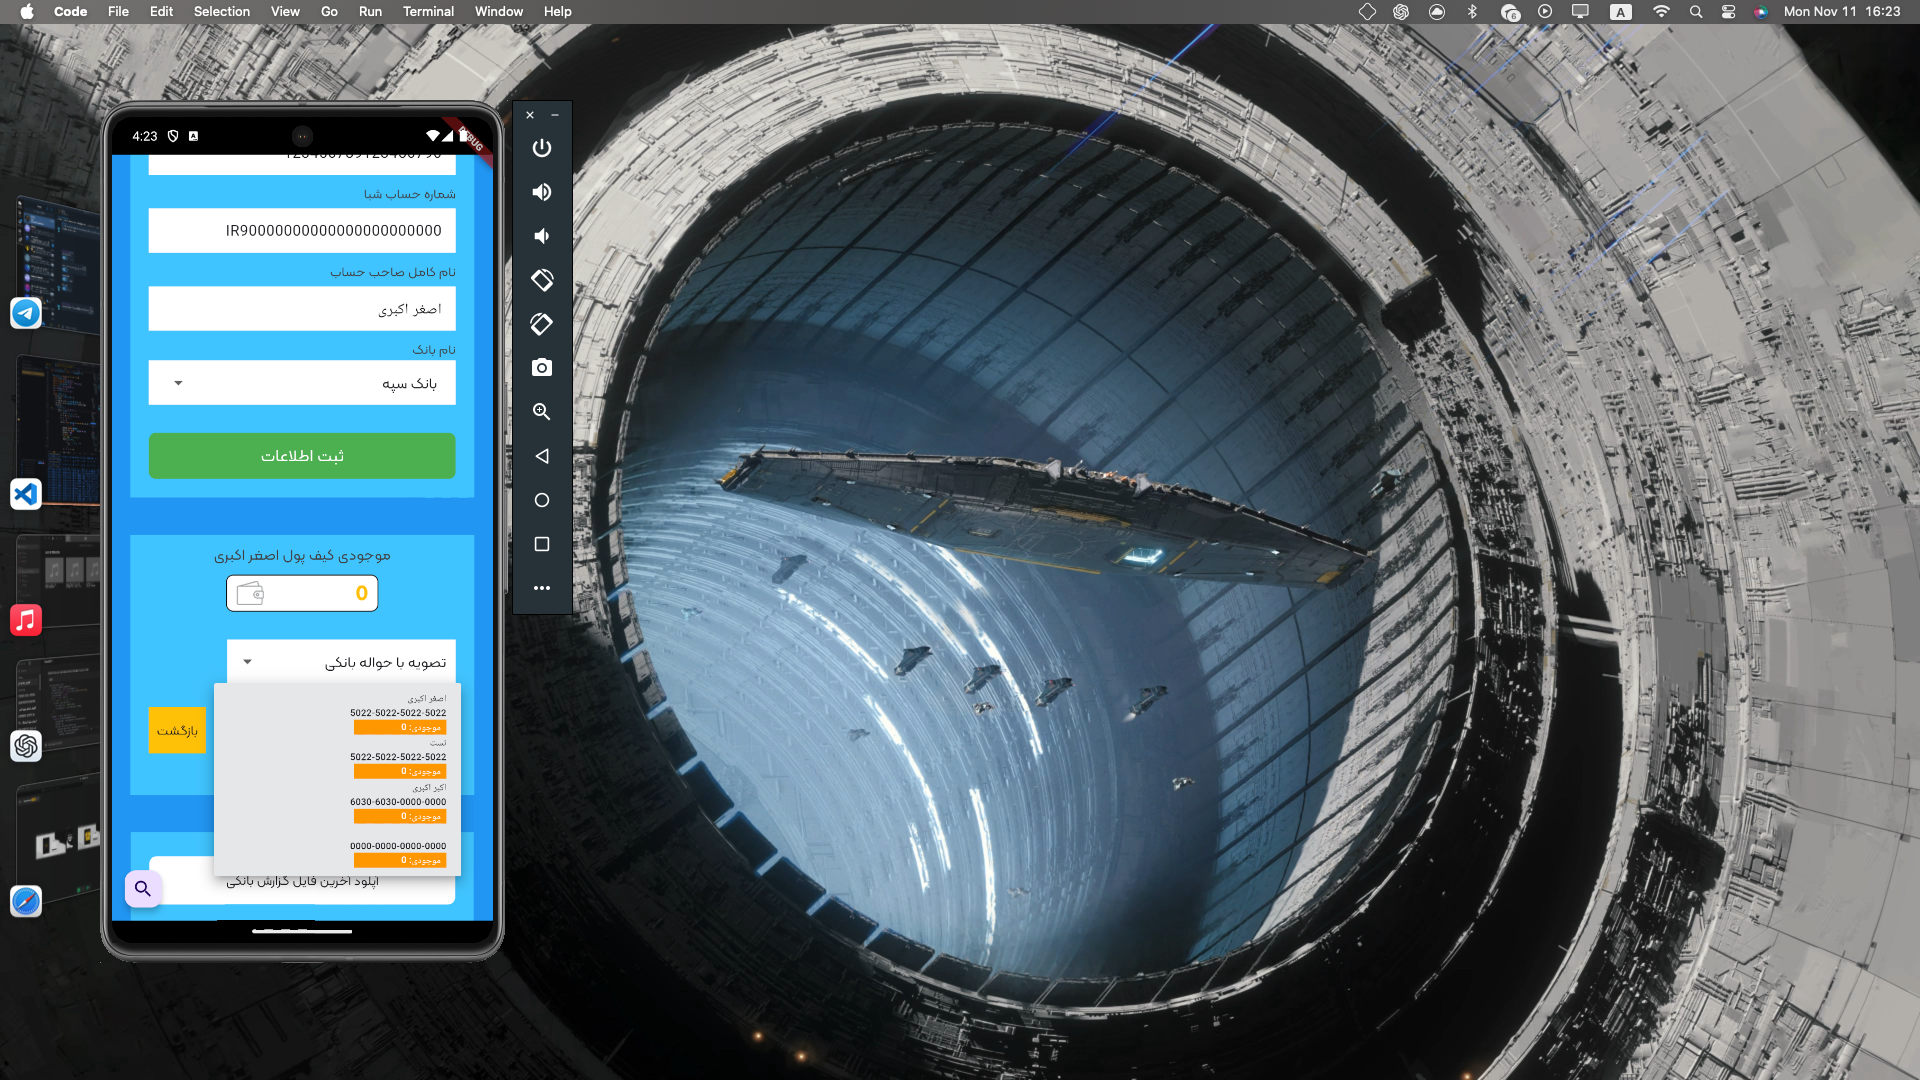 Code File Edit Selection View Go Run Terminal Window Help
6
A
Mon Nov 11 16:23
4:23
DEBUG
شماره حساب شبا
IR900000000000000000000000
نام کامل صاحب حساب
اصغر اکبری
نام بانک
بانک سپه
ثبت اطلاعات
موجودی کیف پول اصغر اکبری
0
تصویه با حواله بانکی
بازگشت
اصغر اکبری
5022-5022-5022-5022
موجودی: 0
تست
5022-5022-5022-5022
موجودی: 0
اکبر اکبری
6030-6030-0000-0000
موجودی: 0
0000-0000-0000-0000
موجودی: 0
اپلود اخرین فایل گزارش بانکی